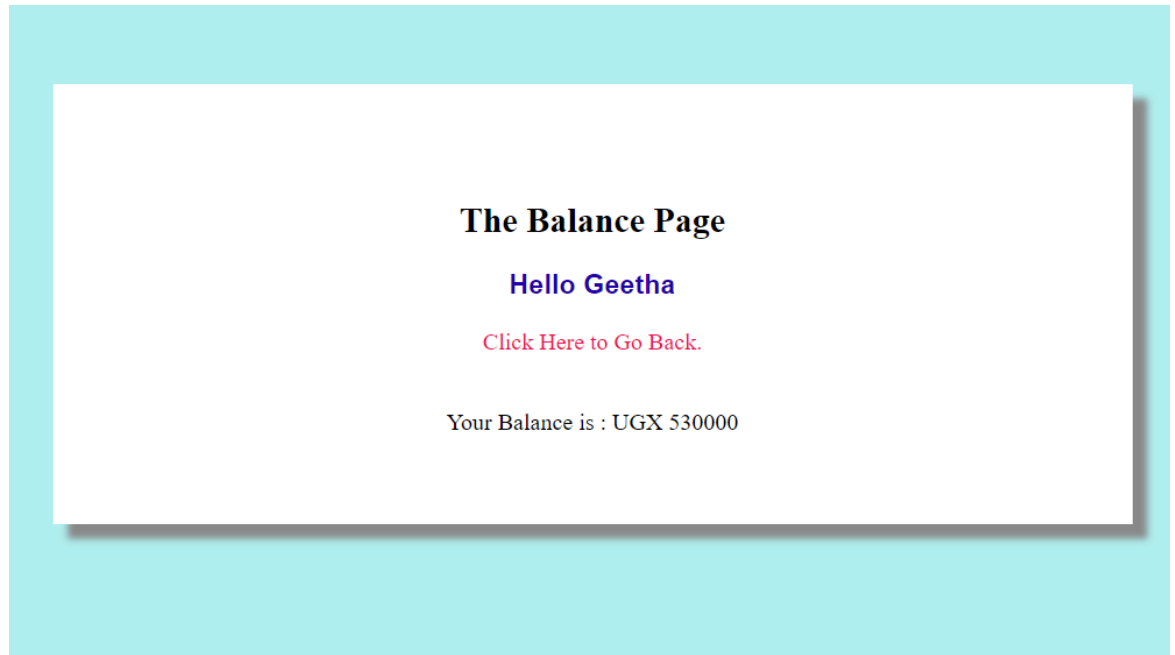 The Balance Page
Hello Geetha
Click Here to Go Back.
Your Balance is : UGX 530000